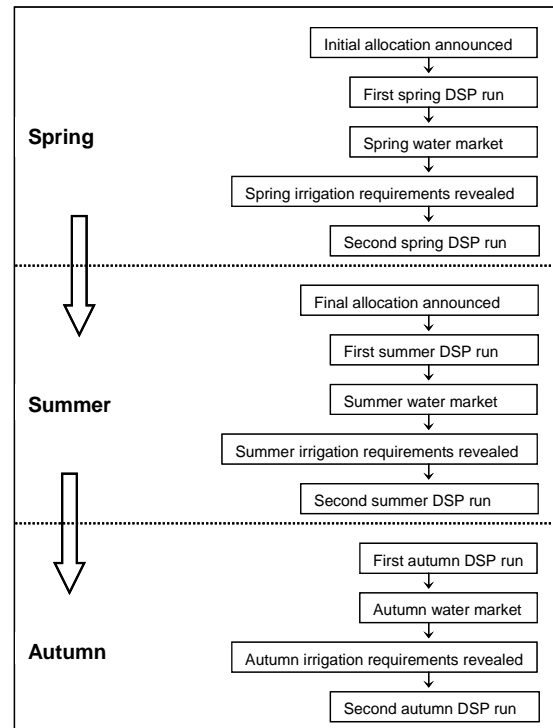 Initial allocation announced
First spring DSP run
Spring
Spring water market
Spring irrigation requirements revealed
Second spring DSP run
Final allocation announced
First summer DSP run
Summer
Summer water market
Summer irrigation requirements revealed
Second summer DSP run
First autumn DSP run
Autumn water market
Autumn
Autumn irrigation requirements revealed
Second autumn DSP run